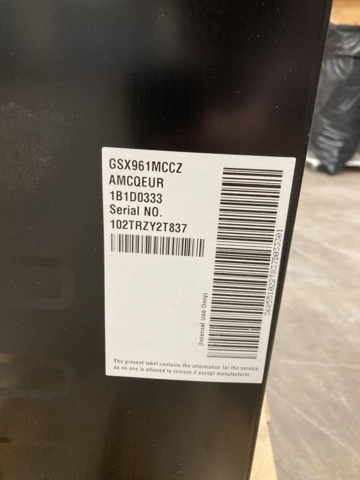 GSX961MCCZ
AMCQEUR
1B1D0333
Serial NO.
102TRZY2T837
(Internal Use Only)
The present label contains the information for the service,
so no one is allowed to remove it except manufacturer.